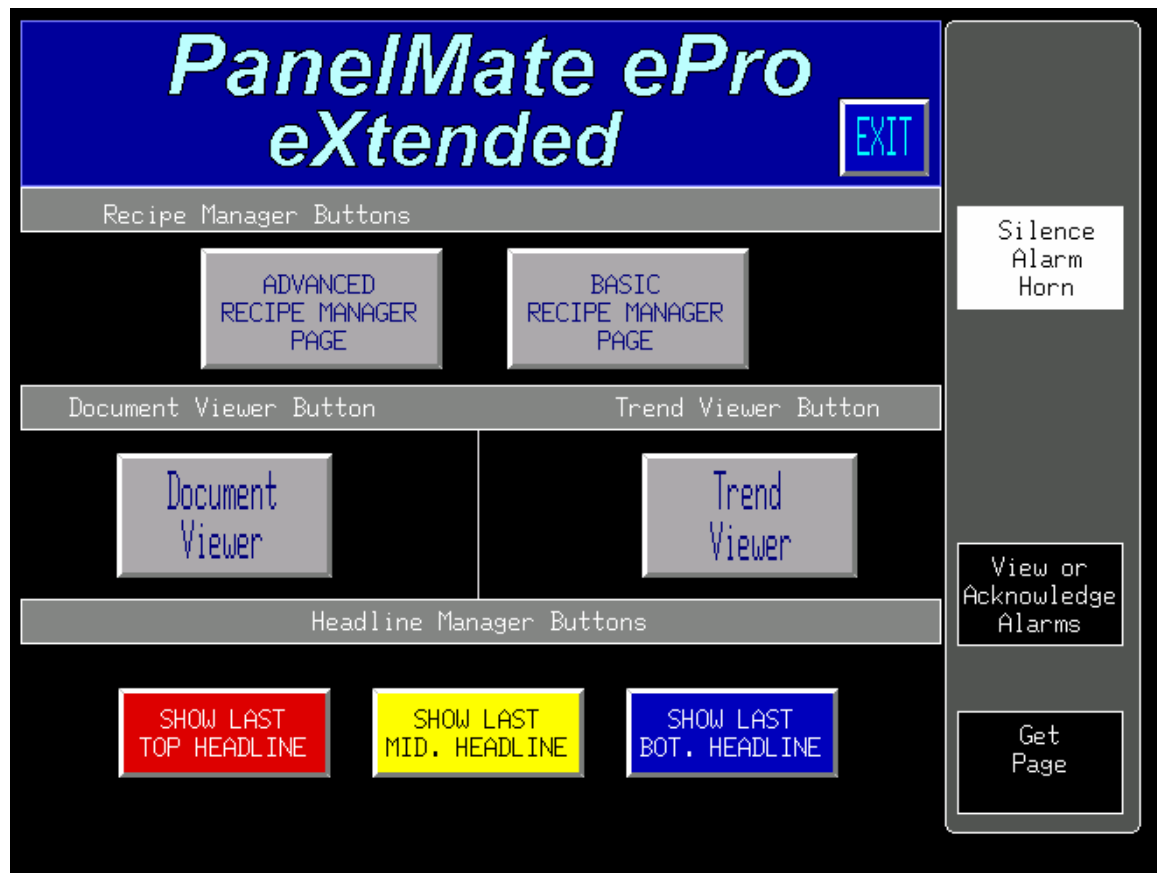 PanelMate ePro
eXtended
EXIT
Recipe Manager Buttons
ADVANCED
RECIPE MANAGER
PAGE
BASIC
RECIPE MANAGER
PAGE
Document Viewer Button
Trend Viewer Button
Document
Viewer
Trend
Viewer
Headline Manager Buttons
SHOW LAST
TOP HEADLINE
SHOW LAST
MID. HEADLINE
SHOW LAST
BOT. HEADLINE
Silence
Alarm
Horn
View or
Acknowledge
Alarms
Get
Page